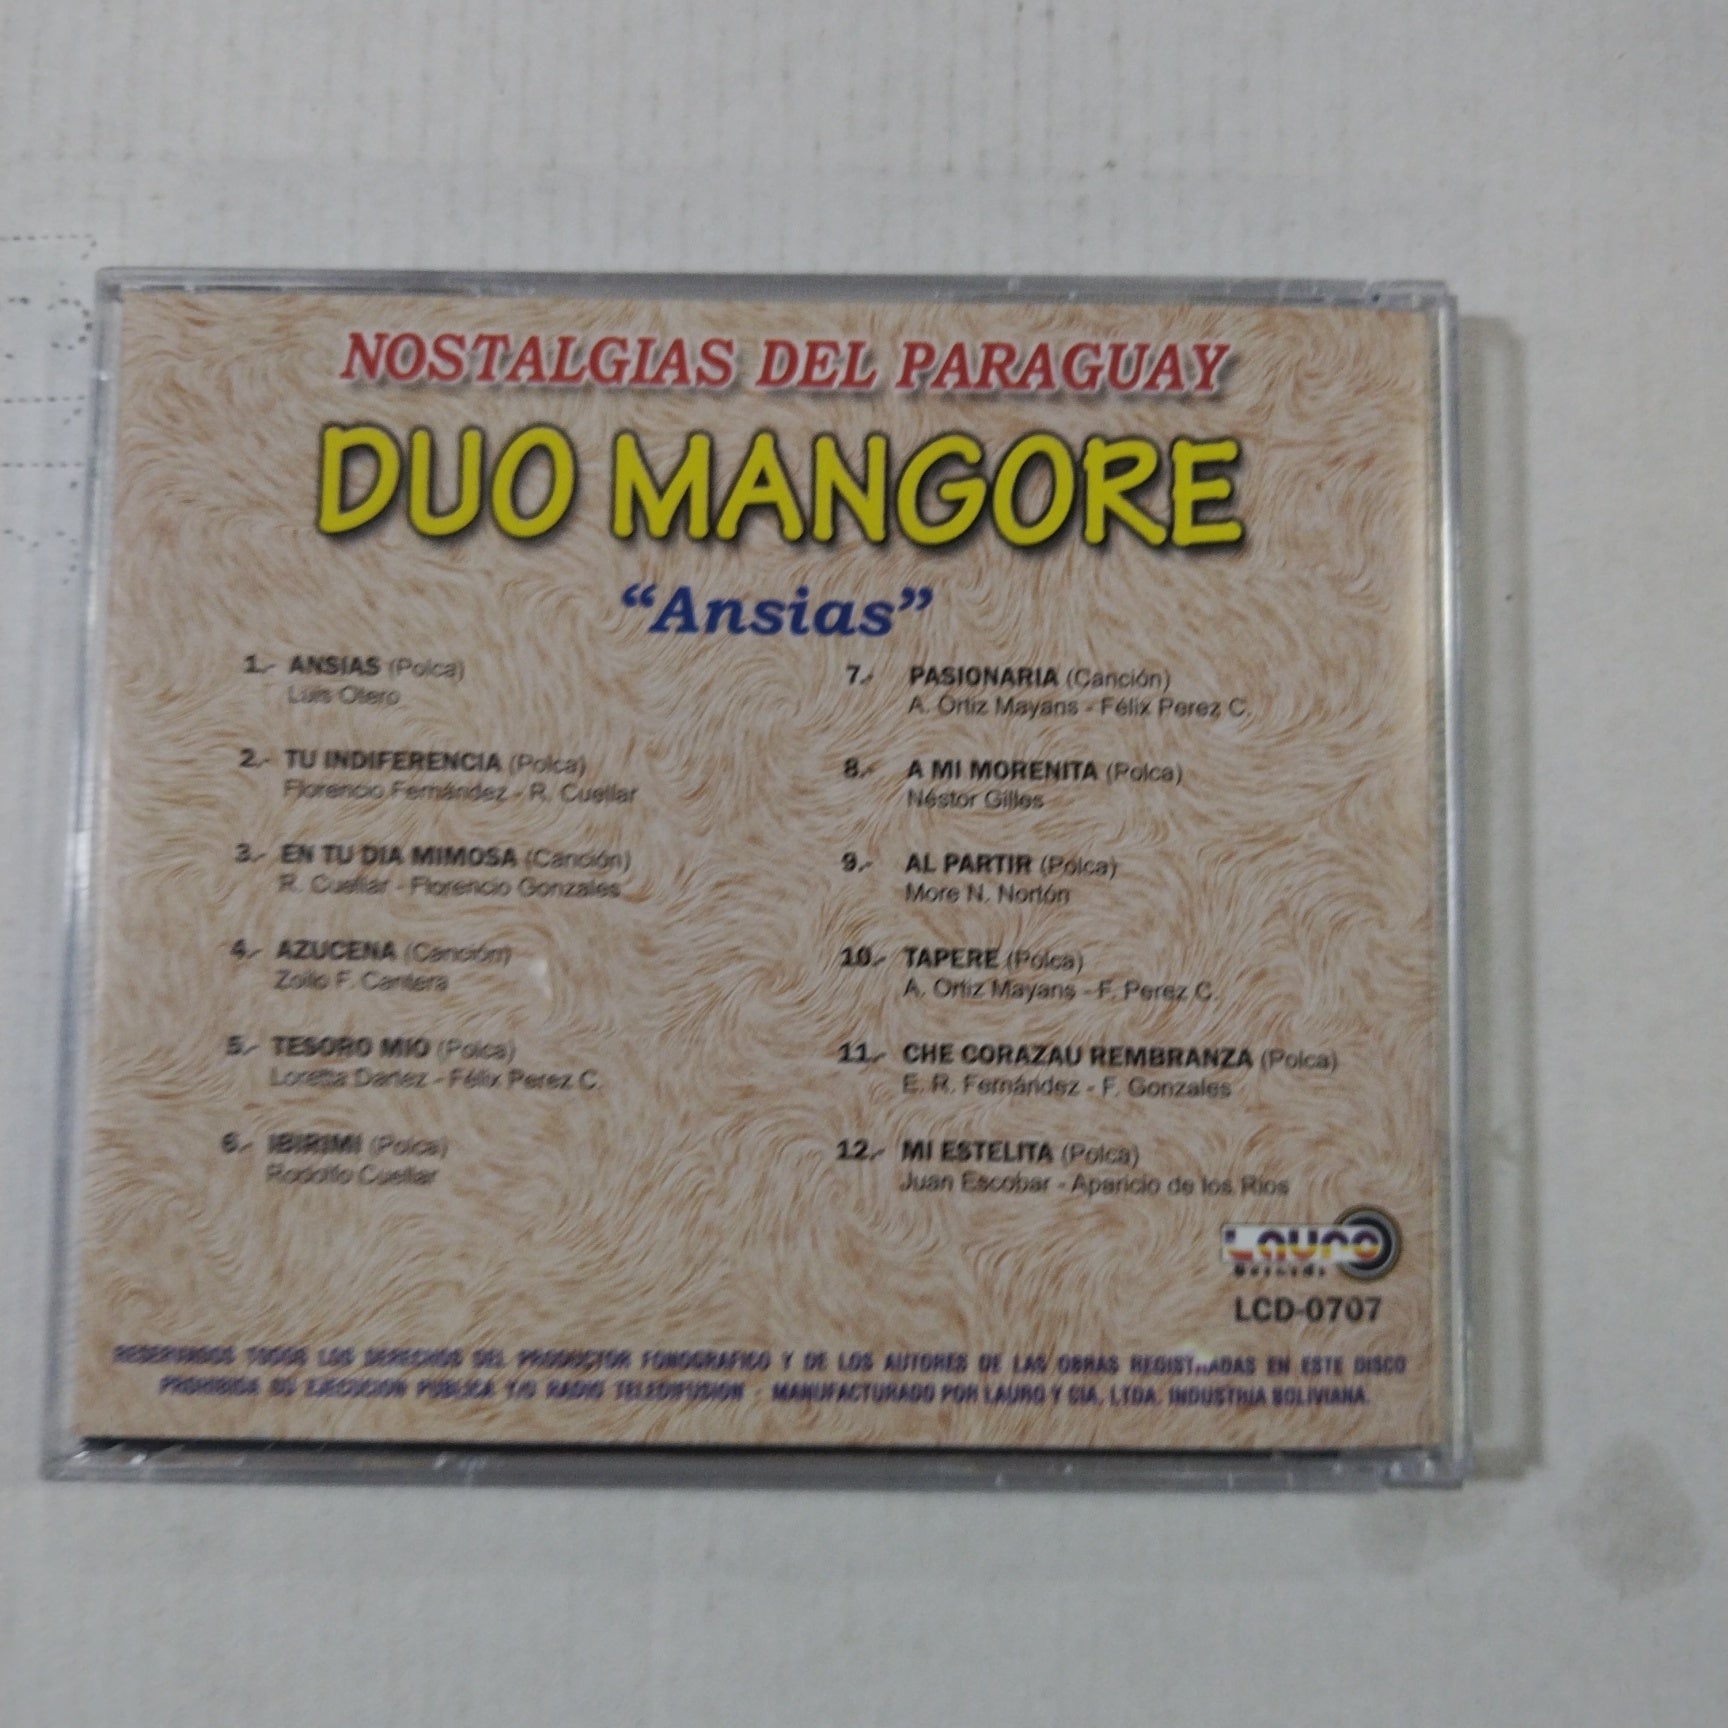 NOSTALGIAS DEL PARAGUAY
DUO MANGORE
“Ansias”
1.- ANSIAS (Polca)
Luis Otero
2.- TU INDIFERENCIA (Polca)
Florencio Fernández - R. Cuellar
3.- EN TU DIA MIMOSA (Canción)
R. Cuellar - Florencio Gonzales
4.- AZUCENA (Canción)
Zoilo F. Cantera
5.- TESORO MIO (Polca)
Loretta Darlez - Félix Perez C.
6.- IBIRIMI (Polca)
Rodolfo Cuellar
7.- PASIONARIA (Canción)
A. Ortiz Mayans - Félix Perez C.
8.- A MI MORENITA (Polca)
Néstor Gilles
9.- AL PARTIR (Polca)
More N. Nortón
10.- TAPERE (Polca)
A. Ortiz Mayans - F. Perez C.
11.- CHE CORAZAU REMBRANZA (Polca)
E. R. Fernández - F. Gonzales
12.- MI ESTELITA (Polca)
Juan Escobar - Aparicio de los Rios
Lauro
Records
LCD-0707
RESERVADOS TODOS LOS DERECHOS DEL PRODUCTOR FONOGRAFICO Y DE LOS AUTORES DE LAS OBRAS REGISTRADAS EN ESTE DISCO
PROHIBIDA SU EJECUCION PUBLICA Y/O RADIO TELEDIFUSION - MANUFACTURADO POR LAURO Y CIA. LTDA. INDUSTRIA BOLIVIANA.